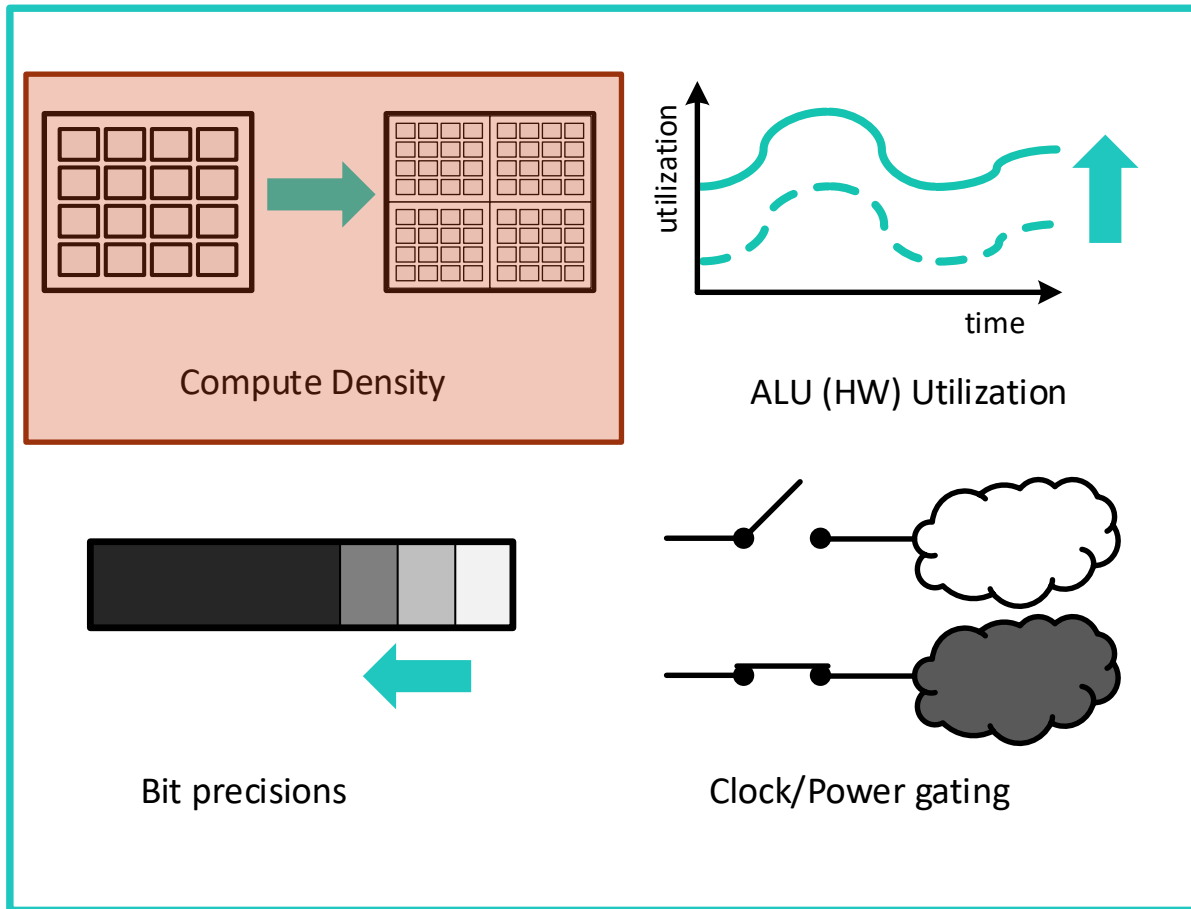 utilization
time
Compute Density
ALU (HW) Utilization
Bit precisions
Clock/Power gating